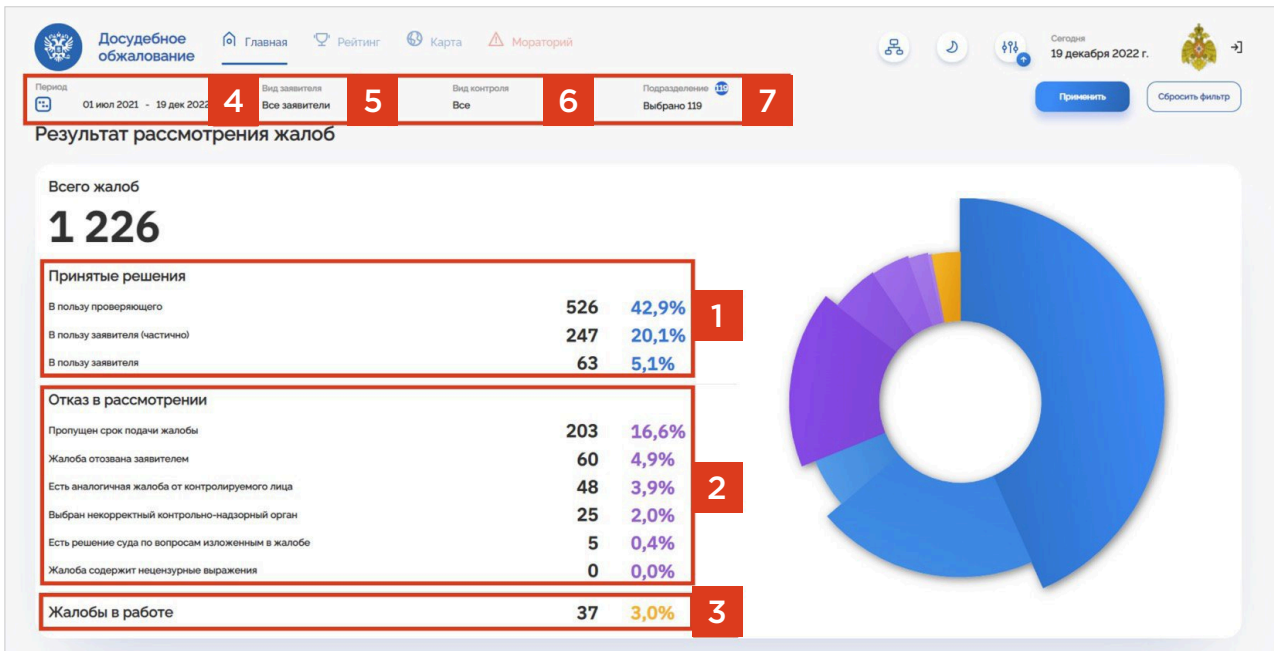 Досудебное обжалование
Главная
Рейтинг
Карта
Мораторий
Сегодня
19 декабря 2022 г.
Период
01 июл 2021 - 19 дек 2022
4
Вид заявителя
Все заявители
5
Вид контроля
Все
6
Подразделение 119
Выбрано 119
7
Применить
Сбросить фильтр
Результат рассмотрения жалоб
Всего жалоб
1 226
Принятые решения
В пользу проверяющего 526 42,9%
В пользу заявителя (частично) 247 20,1%
В пользу заявителя 63 5,1%
1
Отказ в рассмотрении
Пропущен срок подачи жалобы 203 16,6%
Жалоба отозвана заявителем 60 4,9%
Есть аналогичная жалоба от контролируемого лица 48 3,9%
Выбран некорректный контрольно-надзорный орган 25 2,0%
Есть решение суда по вопросам изложенным в жалобе 5 0,4%
Жалоба содержит нецензурные выражения 0 0,0%
2
Жалобы в работе 37 3,0%
3